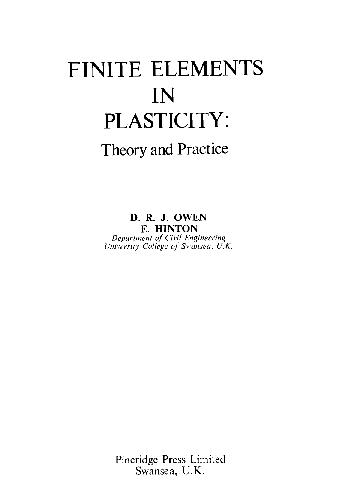 FINITE ELEMENTS
IN
PLASTICITY:
Theory and Practice
D. R. J. OWEN
E. HINTON
Department of Civil Engineering
University College of Swansea, U.K.
Pineridge Press Limited
Swansea, U.K.